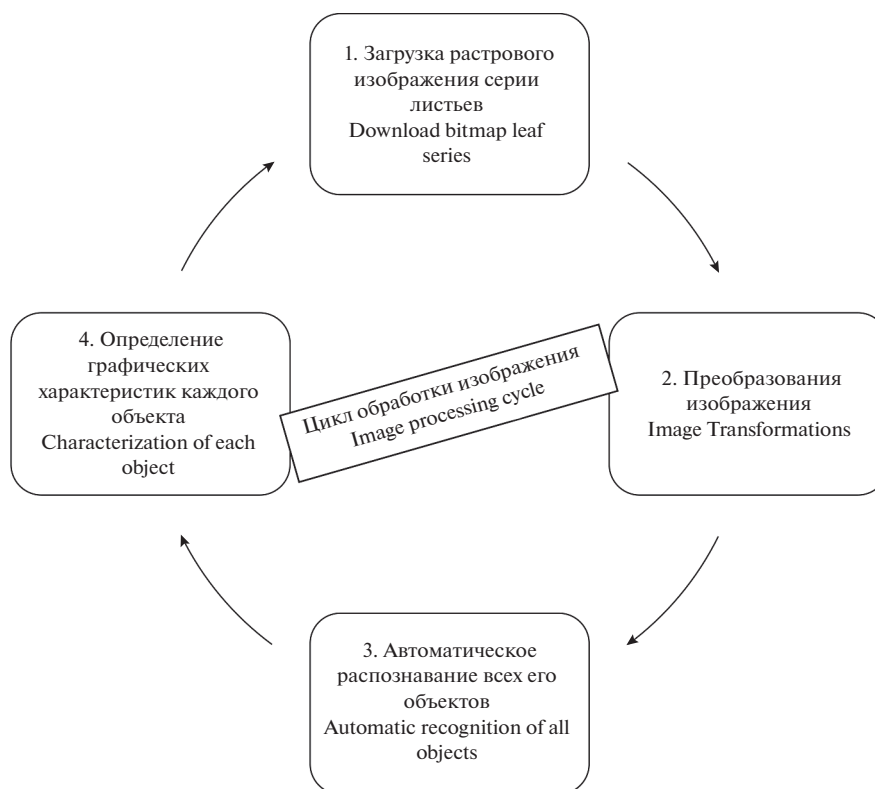 1. Загрузка растрового
изображения серии
листьев
Download bitmap leaf
series
4. Определение
графических
характеристик каждого
объекта
Characterization of each
object
Цикл обработки изображения
Image processing cycle
2. Преобразования
изображения
Image Transformations
3. Автоматическое
распознавание всех его
объектов
Automatic recognition of all
objects